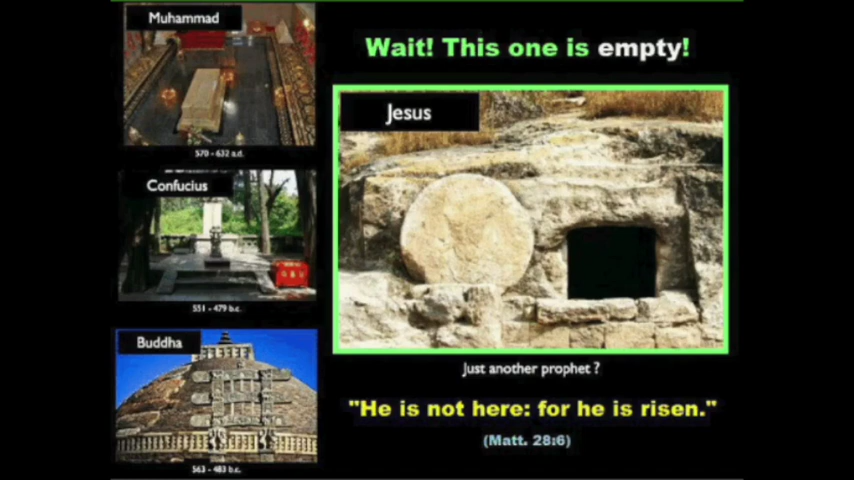 Muhammad
570 - 632 a.d.
Confucius
551 - 479 b.c.
Buddha
563 - 483 b.c.
Wait! This one is empty!
Jesus
Just another prophet ?
"He is not here: for he is risen."
(Matt. 28:6)